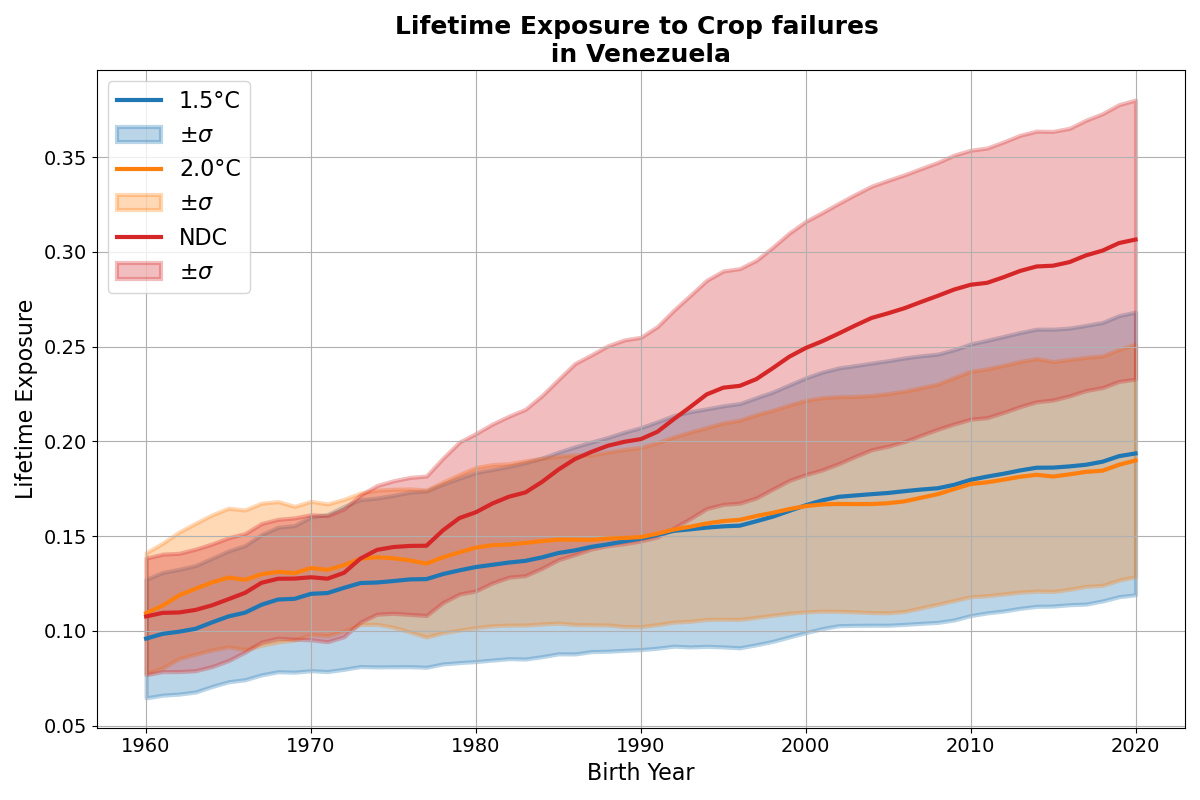 Lifetime Exposure to Crop failures
in Venezuela
1.5°C
±σ
2.0°C
±σ
NDC
±σ
Lifetime Exposure
0.35
0.30
0.25
0.20
0.15
0.10
0.05
1960 1970 1980 1990 2000 2010 2020
Birth Year